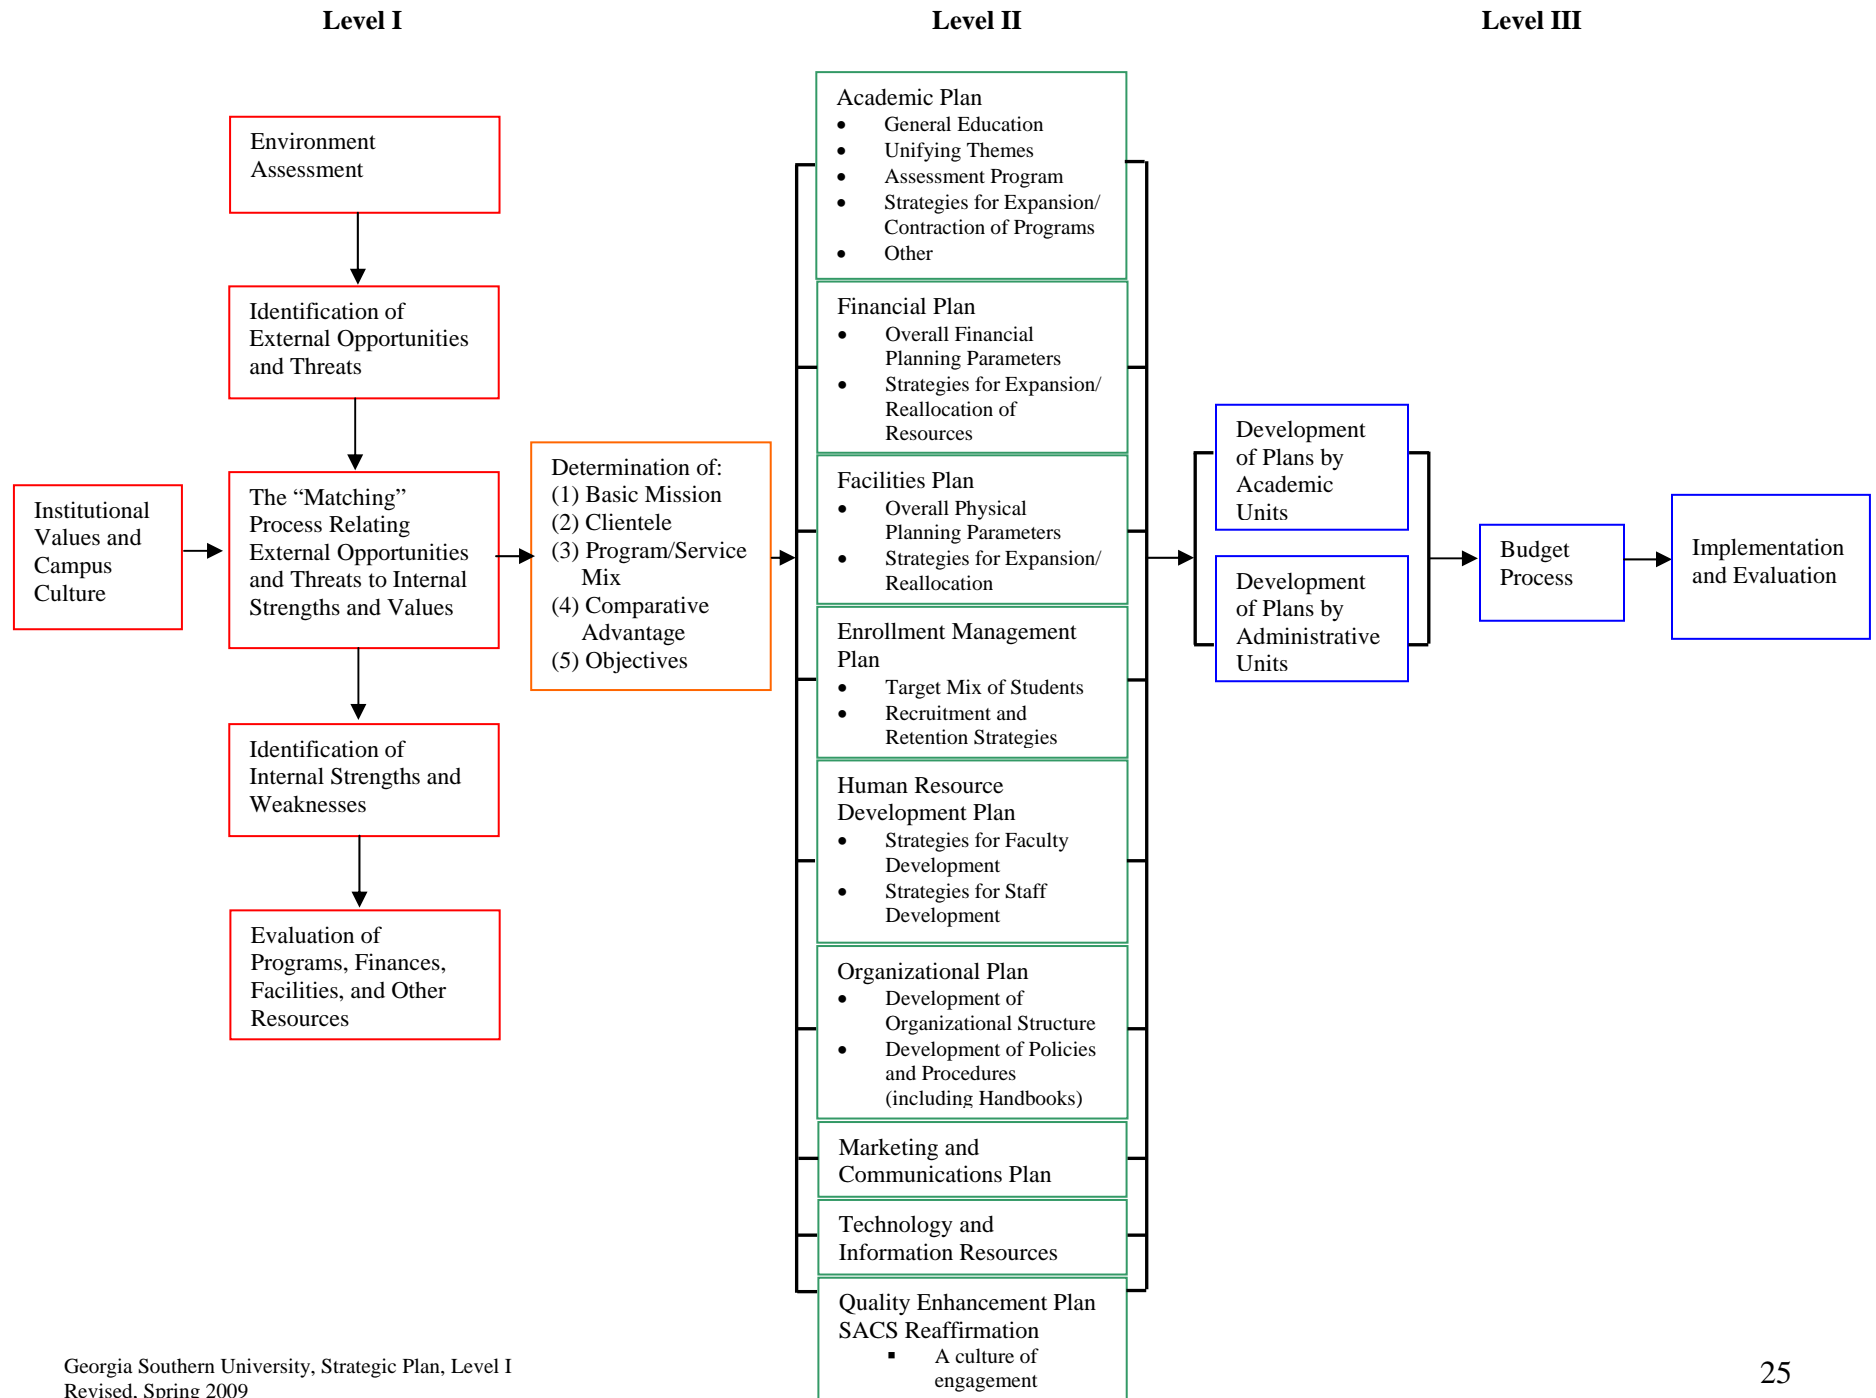 Level I
Level II
Level III
Environment
Assessment
Identification of
External Opportunities
and Threats
Institutional
Values and
Campus
Culture
The “Matching”
Process Relating
External Opportunities
and Threats to Internal
Strengths and Values
Identification of
Internal Strengths and
Weaknesses
Evaluation of
Programs, Finances,
Facilities, and Other
Resources
Determination of:
(1) Basic Mission
(2) Clientele
(3) Program/Service
Mix
(4) Comparative
Advantage
(5) Objectives
Academic Plan
• General Education
• Unifying Themes
• Assessment Program
• Strategies for Expansion/
Contraction of Programs
• Other
Financial Plan
• Overall Financial
Planning Parameters
• Strategies for Expansion/
Reallocation of
Resources
Facilities Plan
• Overall Physical
Planning Parameters
• Strategies for Expansion/
Reallocation
Enrollment Management
Plan
• Target Mix of Students
• Recruitment and
Retention Strategies
Human Resource
Development Plan
• Strategies for Faculty
Development
• Strategies for Staff
Development
Organizational Plan
• Development of
Organizational Structure
• Development of Policies
and Procedures
(including Handbooks)
Marketing and
Communications Plan
Technology and
Information Resources
Quality Enhancement Plan
SACS Reaffirmation
▪ A culture of
engagement
Development
of Plans by
Academic
Units
Development
of Plans by
Administrative
Units
Budget
Process
Implementation
and Evaluation
Georgia Southern University, Strategic Plan, Level I
Revised, Spring 2009
25